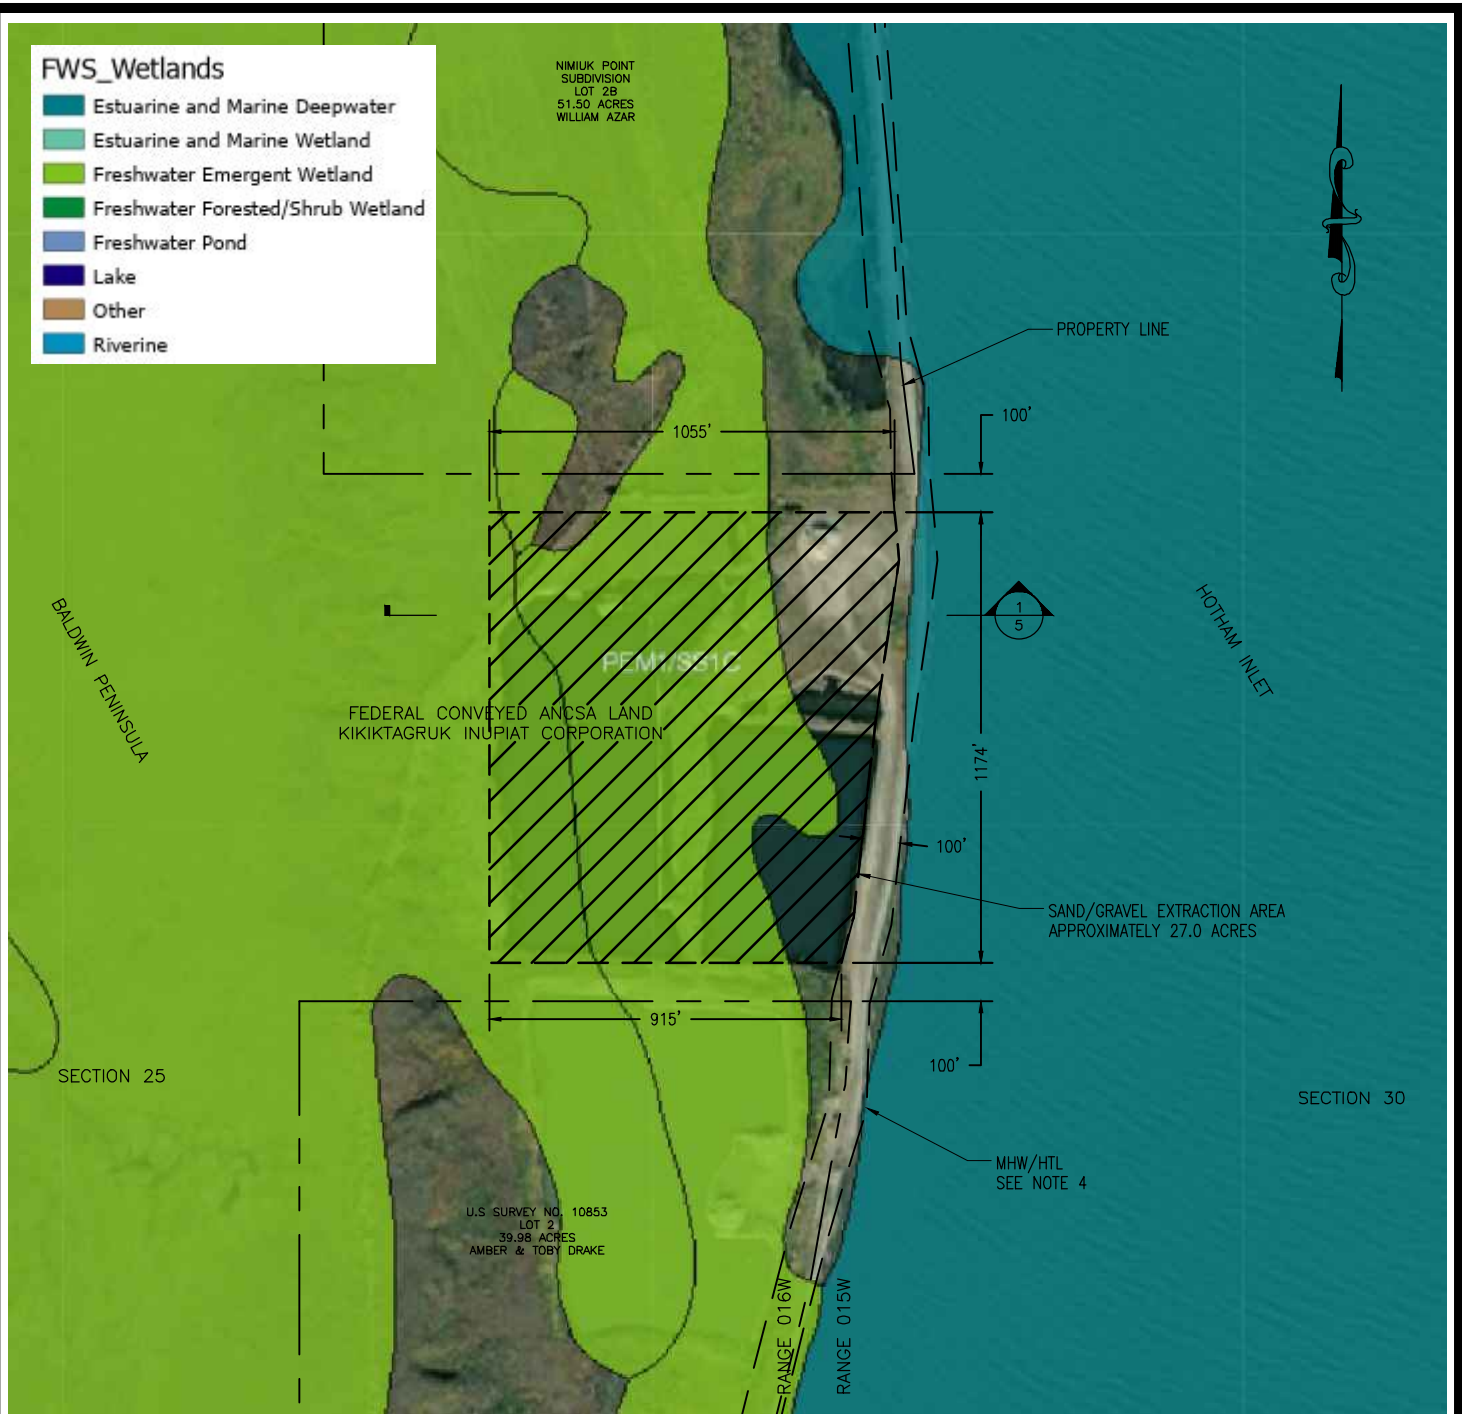 FWS_Wetlands
Estuarine and Marine Deepwater
Estuarine and Marine Wetland
Freshwater Emergent Wetland
Freshwater Forested/Shrub Wetland
Freshwater Pond
Lake
Other
Riverine
NIMIUK POINT
SUBDIVISION
LOT 2B
51.50 ACRES
WILLIAM AZAR
PROPERTY LINE
100'
1055'
1
5
BALDWIN PENINSULA
HOTHAM INLET
PEM1/SS1C
FEDERAL CONVEYED ANCSA LAND
KIKIKTAGRUK INUPIAT CORPORATION
1174'
100'
SAND/GRAVEL EXTRACTION AREA
APPROXIMATELY 27.0 ACRES
915'
100'
SECTION 25
SECTION 30
MHW/HTL
SEE NOTE 4
U.S SURVEY NO. 10853
LOT 2
39.98 ACRES
AMBER & TOBY DRAKE
RANGE 016W
RANGE 015W